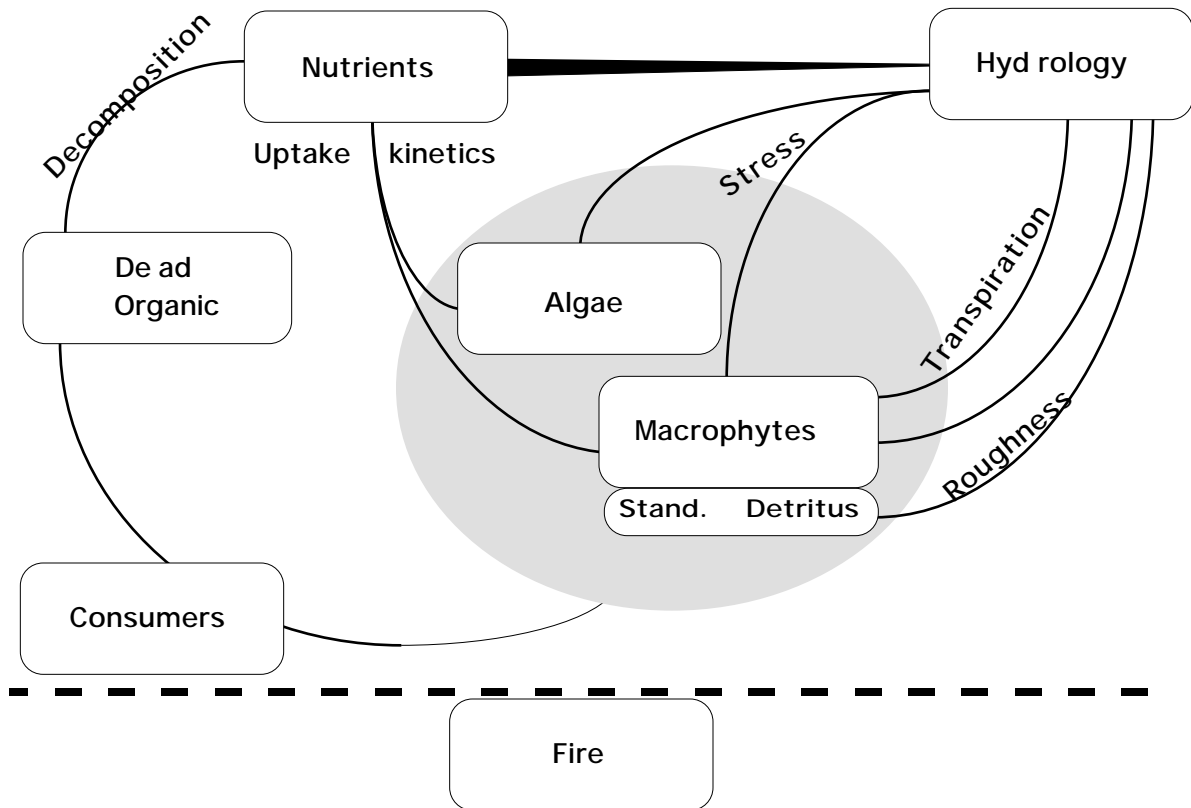 Decomposition
Nutrients
Hyd rology
Uptake kinetics
Stress
De ad
Organic
Algae
Transpiration
Macrophytes
Roughness
Stand. Detritus
Consumers
Fire